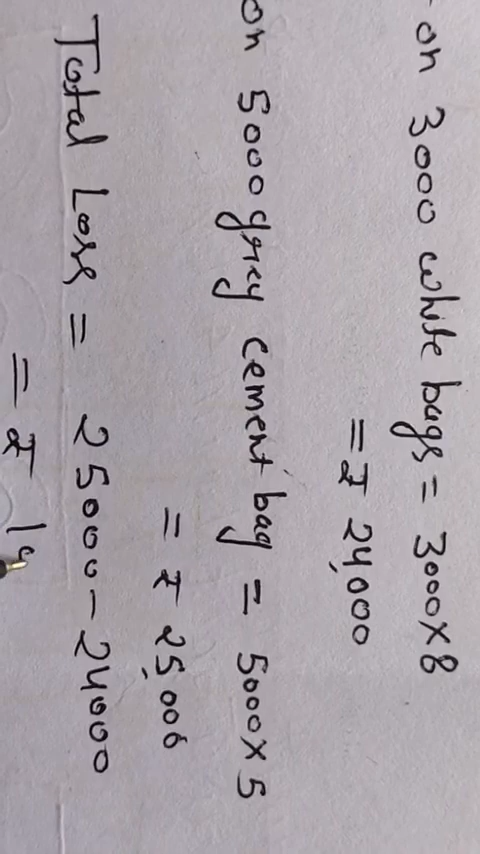 on 3000 white bags = 3000×8
= ₹ 24,000
on 5000 grey cement bag = 5000×5
= ₹ 25,000
Total Loss = 25000-24000
= ₹ 10